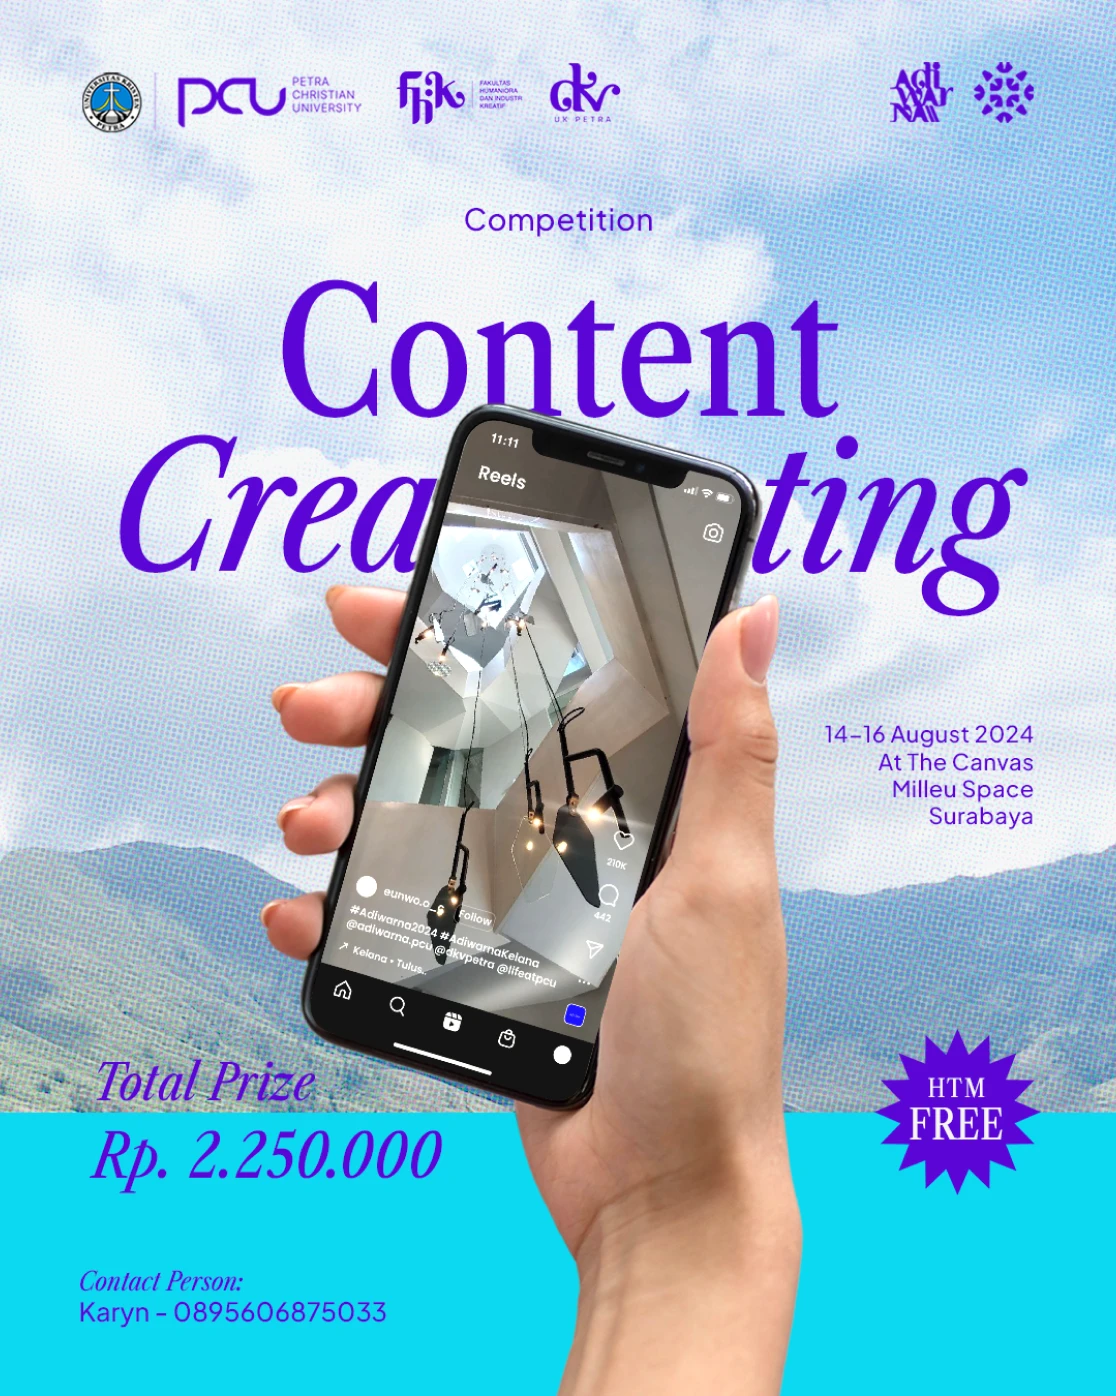 UNIVERSITAS KRISTEN
PETRA
pcu
PETRA
CHRISTIAN
UNIVERSITY
fhik
FAKULTAS
HUMANIORA
DAN INDUSTRI
KREATIF
dkv
UK PETRA
Adi
War
Na
Competition
Content
Crea ting
11:11
Reels
14-16 August 2024
At The Canvas
Milleu Space
Surabaya
210K
442
eunwo.o_
Follow
#Adiwarna2024 #AdiwarnaKelana
@adiwarna.pcu @dkvpetra @lifeatpcu
Kelana • Tulus..
Total Prize
Rp. 2.250.000
HTM
FREE
Contact Person:
Karyn - 0895606875033